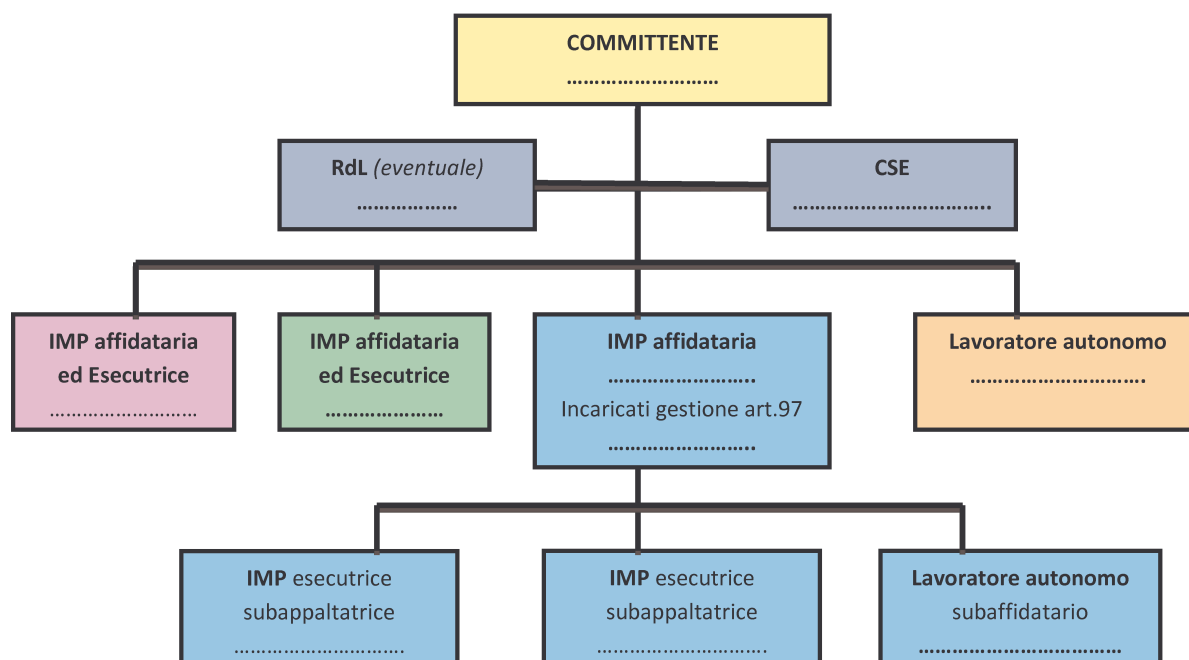 COMMITTENTE
………………………
RdL (eventuale)
………………
CSE
……………………………..
IMP affidataria
ed Esecutrice
………………………
IMP affidataria
ed Esecutrice
…………………
IMP affidataria
……………………..
Incaricati gestione art.97
……………………..
Lavoratore autonomo
………………………….
IMP esecutrice
subappaltatrice
………………………….
IMP esecutrice
subappaltatrice
………………………….
Lavoratore autonomo
subaffidatario
………………………………